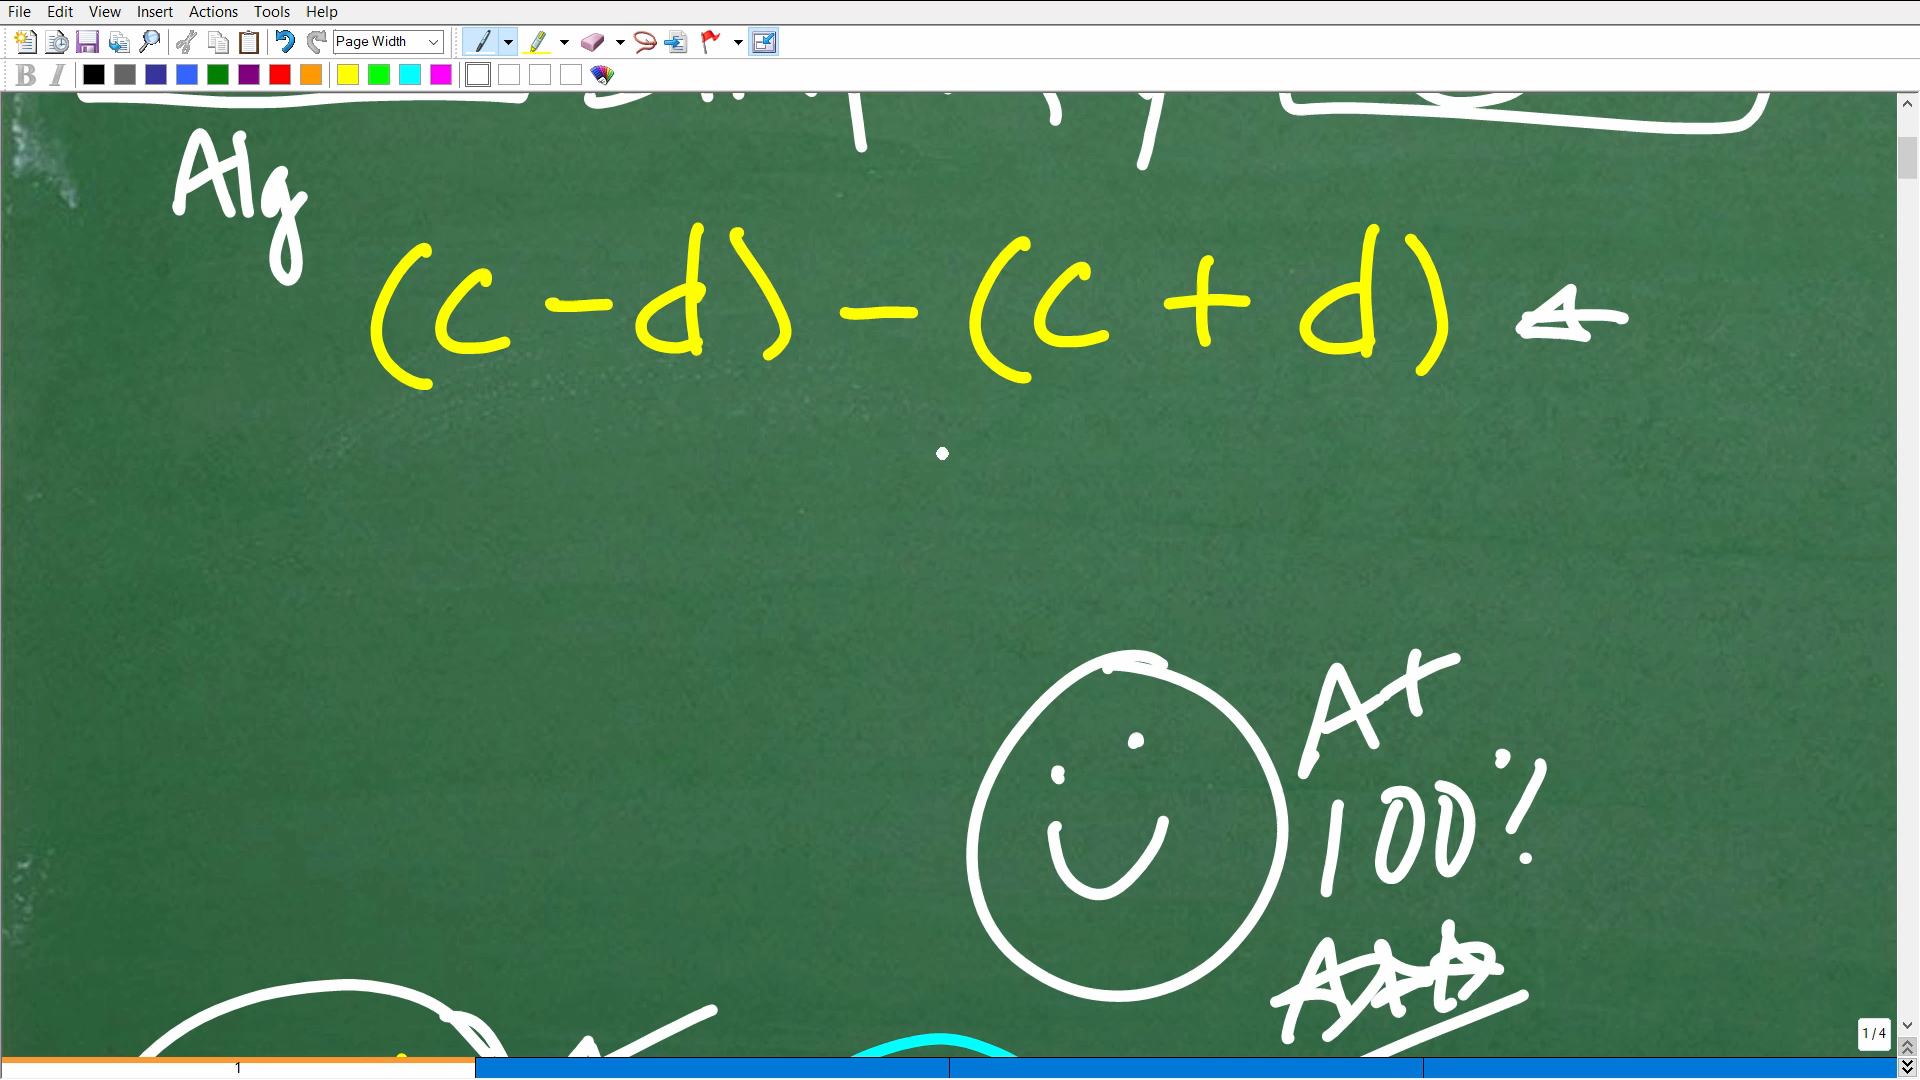 File Edit View Insert Actions Tools Help
Page Width
B I
Alg
(c - d) - (c + d)
A+
100%
1/4
1